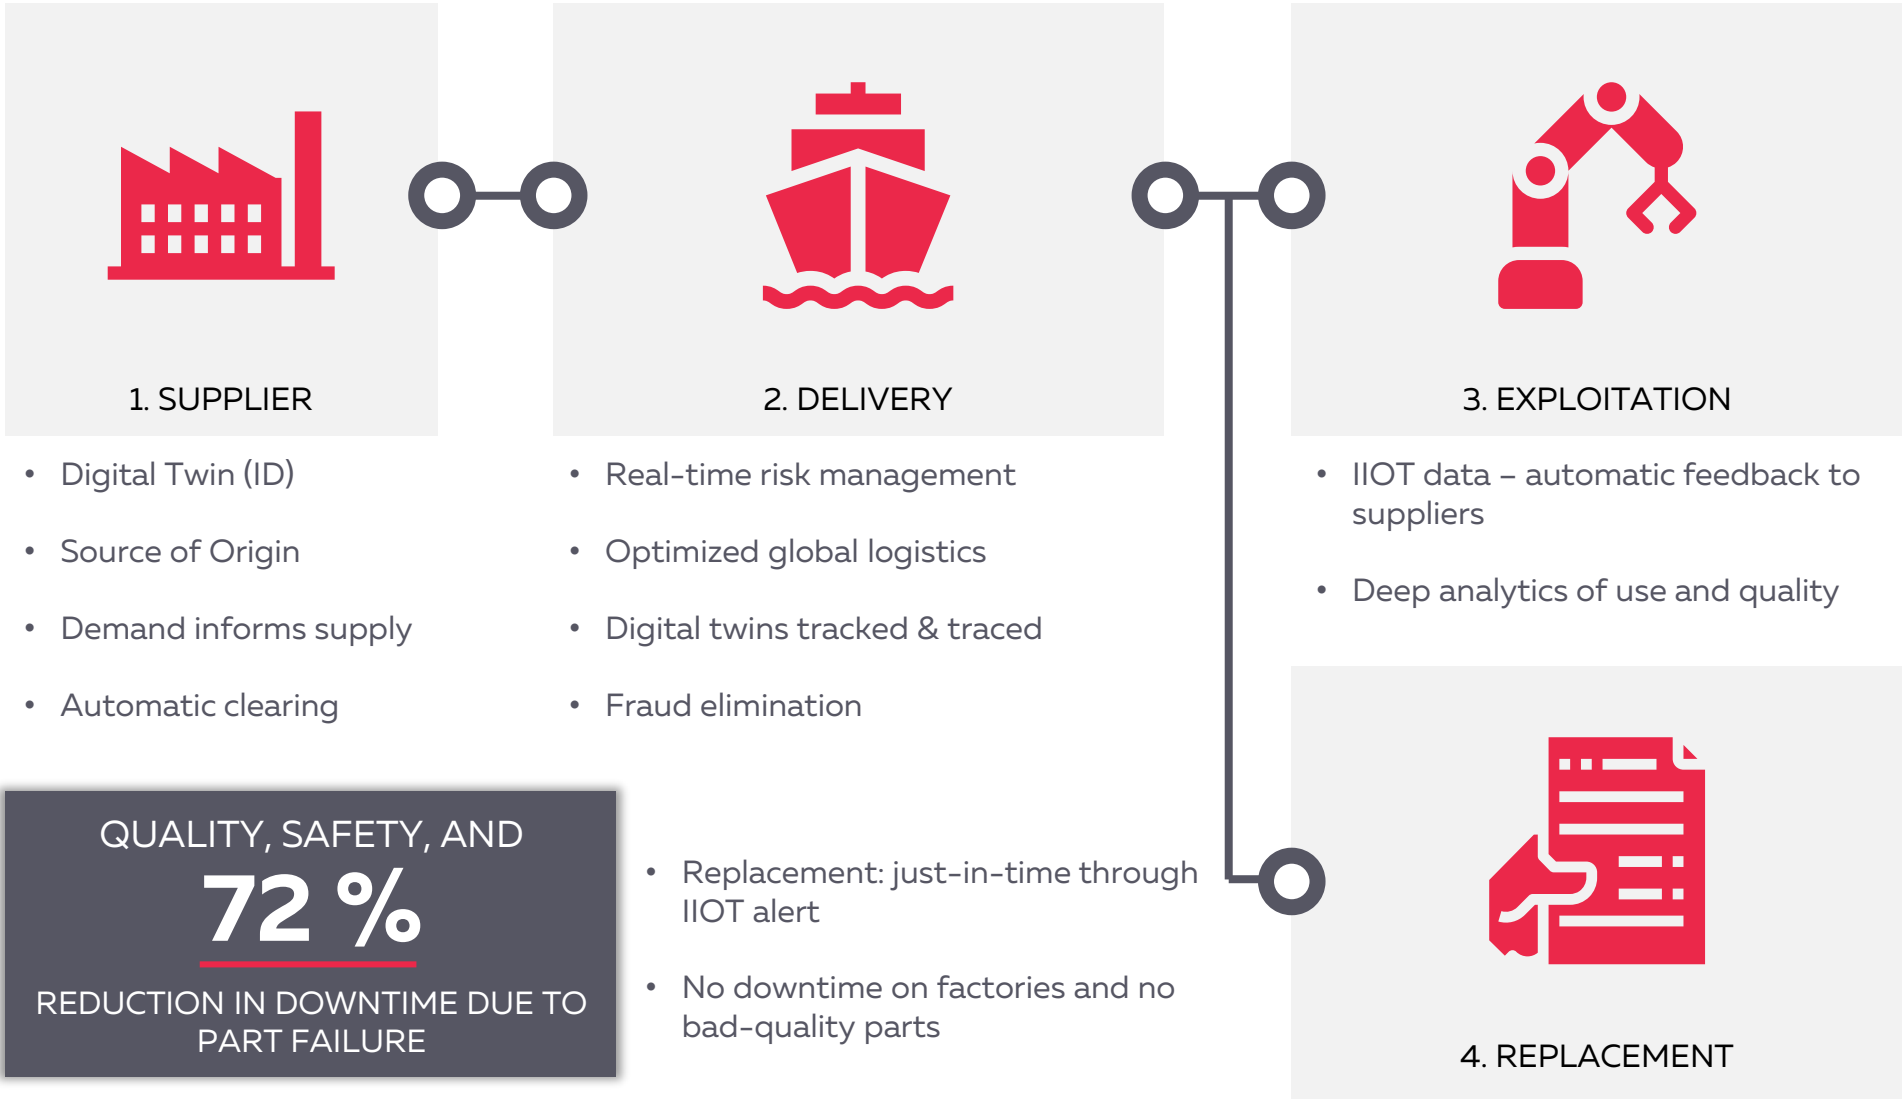 1. SUPPLIER
• Digital Twin (ID)
• Source of Origin
• Demand informs supply
• Automatic clearing
2. DELIVERY
• Real-time risk management
• Optimized global logistics
• Digital twins tracked & traced
• Fraud elimination
3. EXPLOITATION
• IIOT data – automatic feedback to
suppliers
• Deep analytics of use and quality
QUALITY, SAFETY, AND
72 %
REDUCTION IN DOWNTIME DUE TO
PART FAILURE
• Replacement: just-in-time through
IIOT alert
• No downtime on factories and no
bad-quality parts
4. REPLACEMENT